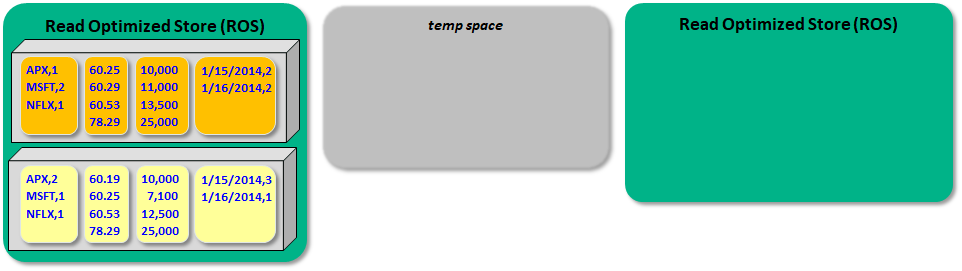 Read Optimized Store (ROS)
APX,1 60.25 10,000 1/15/2014,2
MSFT,2 60.29 11,000 1/16/2014,2
NFLX,1 60.53 13,500
78.29 25,000
APX,2 60.19 10,000 1/15/2014,3
MSFT,1 60.25 7,100 1/16/2014,1
NFLX,1 60.53 12,500
78.29 25,000
temp space
Read Optimized Store (ROS)